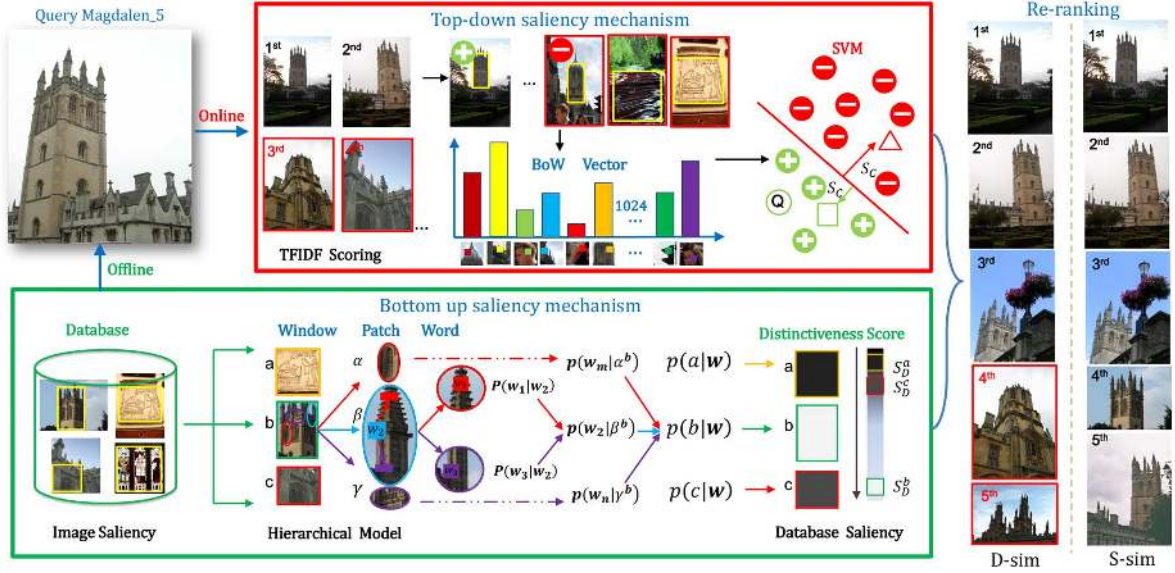 Query Magdalen_5
Online
Offline
Top-down saliency mechanism
1st
2nd
3rd
4th
...
TFIDF Scoring
...
BoW Vector
1024
...
...
SVM
S_C
S_C
Q
Bottom up saliency mechanism
Database
Image Saliency
Window Patch Word
a
b
c
α
β
γ
w₂
Hierarchical Model
P(w₁|w₂)
P(w₃|w₂)
p(w_m|α^b)
p(w₂|β^b)
p(w_n|γ^b)
p(a|w)
p(b|w)
p(c|w)
Distinctiveness Score
a
b
c
S_D^a
S_D^c
S_D^b
Database Saliency
Re-ranking
1st
1st
2nd
2nd
3rd
3rd
4th
4th
5th
5th
D-sim
S-sim